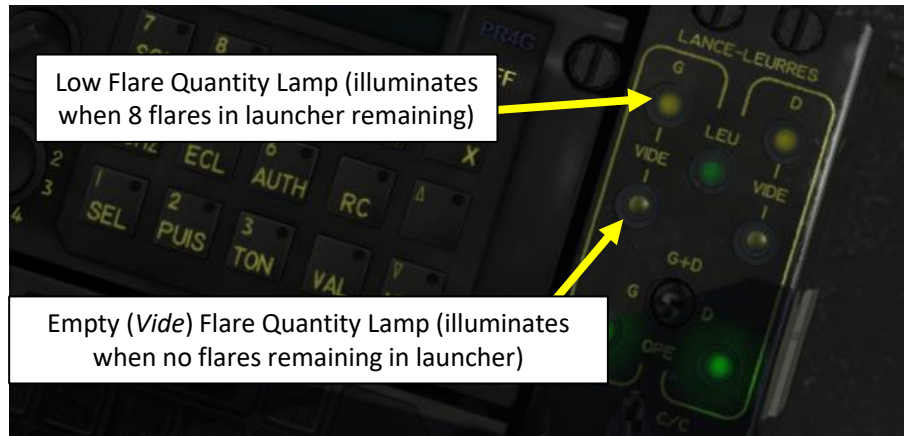 Low Flare Quantity Lamp (illuminates
when 8 flares in launcher remaining)
Empty (Vide) Flare Quantity Lamp (illuminates
when no flares remaining in launcher)
PR4G
7
8
2
3
4
ECL
6
AUTH
RC
X
1
SEL
2
PUIS
3
TON
VAL
LANCE-LEURRES
G
D
LEU
VIDE
VIDE
G+D
G
D
OPE
C/C